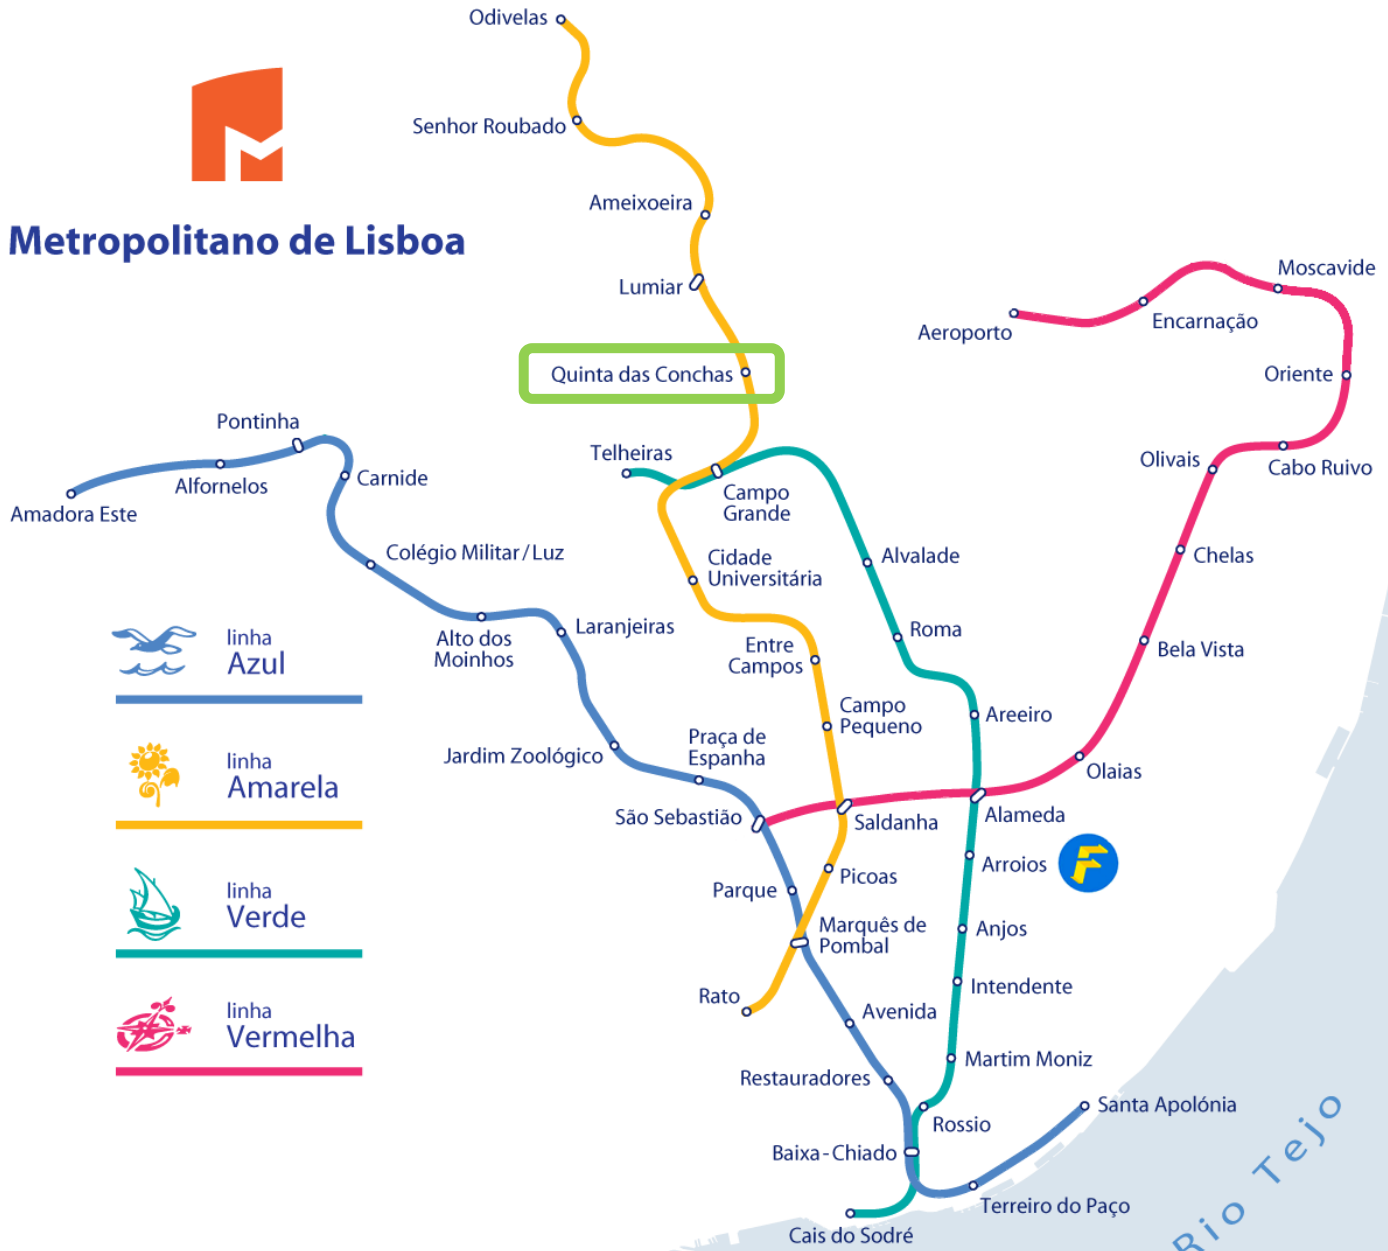 Odivelas
Senhor Roubado
Metropolitano de Lisboa
Ameixoeira
Lumiar
Moscavide
Encarnação
Aeroporto
Oriente
Quinta das Conchas
Pontinha
Telheiras
Olivais
Cabo Ruivo
Carnide
Alfornelos
Amadora Este
Campo
Grande
Colégio Militar/Luz
Cidade
Universitária
Alvalade
Chelas
Laranjeiras
Alto dos
Moinhos
Roma
Entre
Campos
Bela Vista
linha
Azul
Campo
Pequeno
Areeiro
Praça de
Espanha
Jardim Zoológico
Olaias
linha
Amarela
São Sebastião
Saldanha
Alameda
Arroios
F
Picoas
Parque
linha
Verde
Marquês de
Pombal
Anjos
Intendente
Rato
Avenida
linha
Vermelha
Martim Moniz
Restauradores
Santa Apolónia
Rossio
Baixa-Chiado
Terreiro do Paço
Cais do Sodré
Rio Tejo